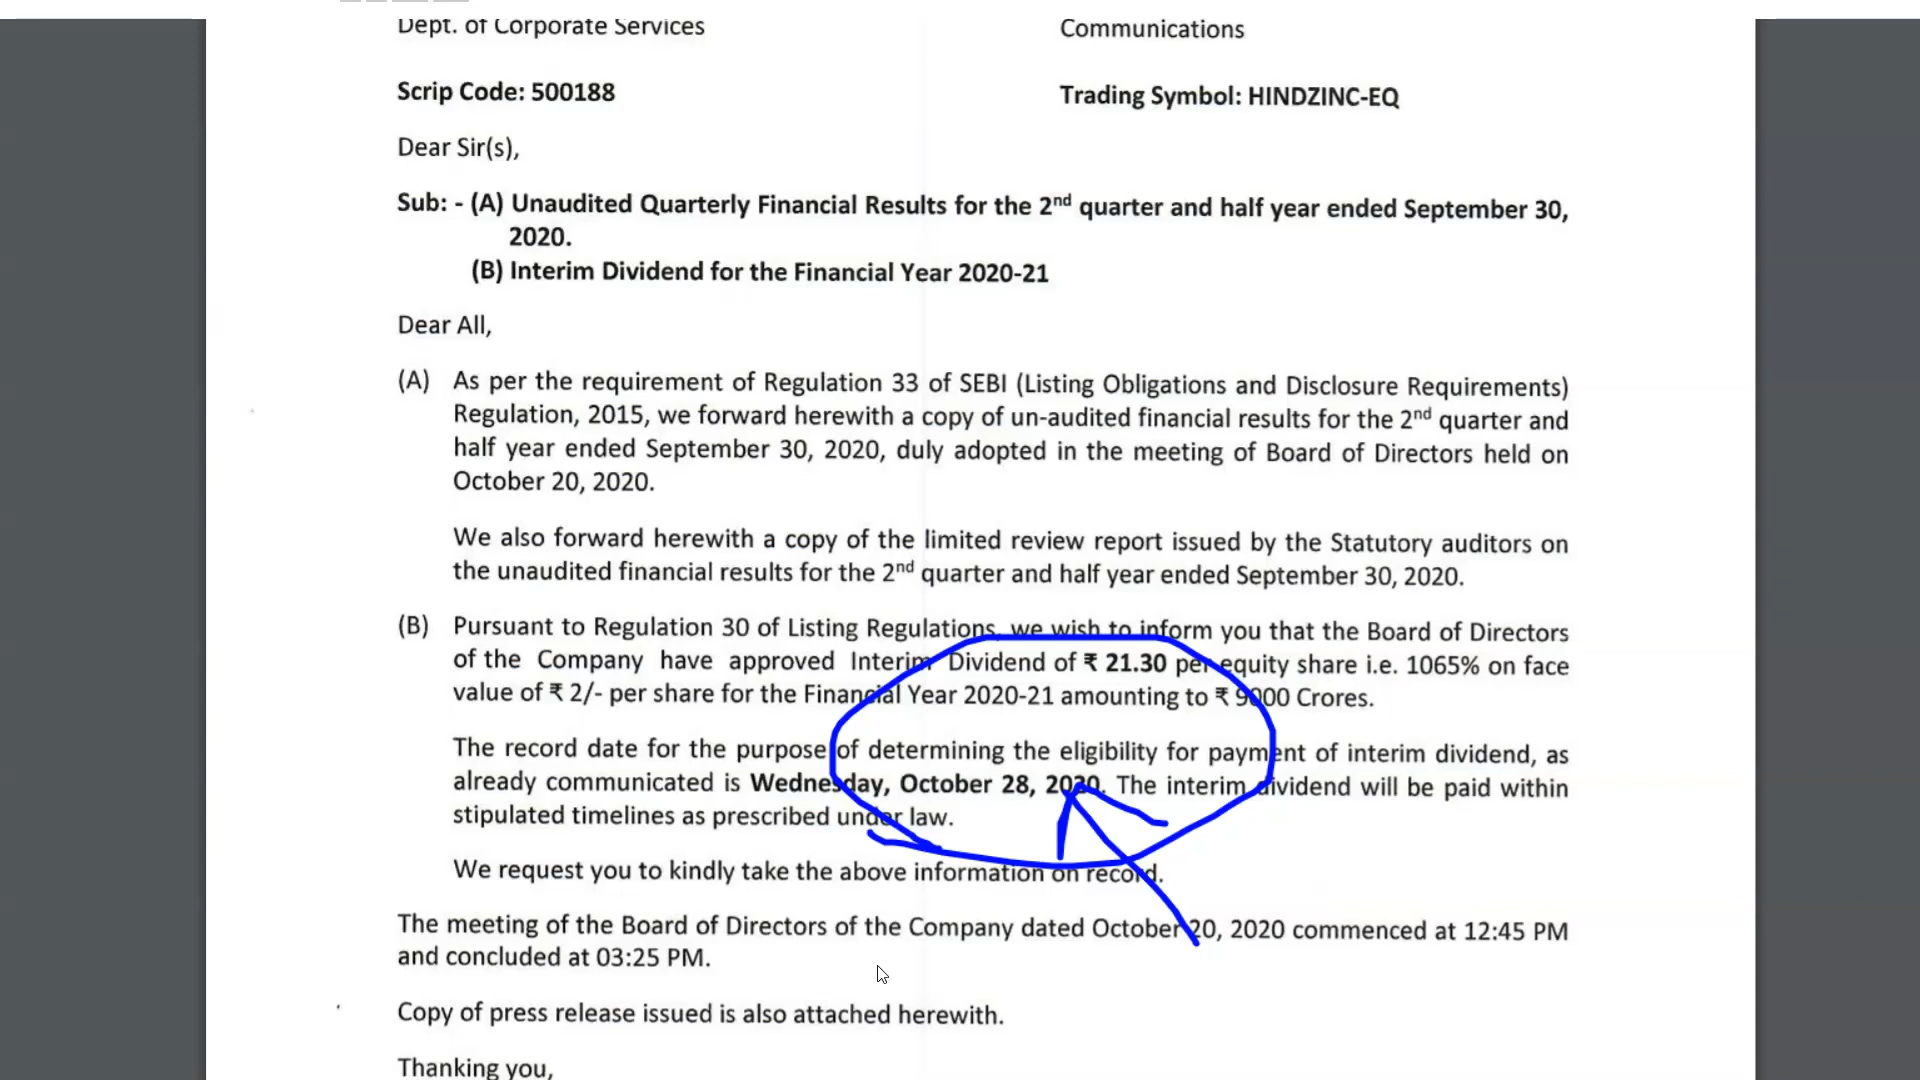 Dept. of Corporate Services
Communications
Scrip Code: 500188
Trading Symbol: HINDZINC-EQ
Dear Sir(s),
Sub: - (A) Unaudited Quarterly Financial Results for the 2nd quarter and half year ended September 30,
2020.
(B) Interim Dividend for the Financial Year 2020-21
Dear All,
(A) As per the requirement of Regulation 33 of SEBI (Listing Obligations and Disclosure Requirements)
Regulation, 2015, we forward herewith a copy of un-audited financial results for the 2nd quarter and
half year ended September 30, 2020, duly adopted in the meeting of Board of Directors held on
October 20, 2020.
We also forward herewith a copy of the limited review report issued by the Statutory auditors on
the unaudited financial results for the 2nd quarter and half year ended September 30, 2020.
(B) Pursuant to Regulation 30 of Listing Regulations, we wish to inform you that the Board of Directors
of the Company have approved Interim Dividend of ₹ 21.30 per equity share i.e. 1065% on face
value of ₹ 2/- per share for the Financial Year 2020-21 amounting to ₹ 9000 Crores.
The record date for the purpose of determining the eligibility for payment of interim dividend, as
already communicated is Wednesday, October 28, 2020. The interim dividend will be paid within
stipulated timelines as prescribed under law.
We request you to kindly take the above information on record.
The meeting of the Board of Directors of the Company dated October 20, 2020 commenced at 12:45 PM
and concluded at 03:25 PM.
Copy of press release issued is also attached herewith.
Thanking you,